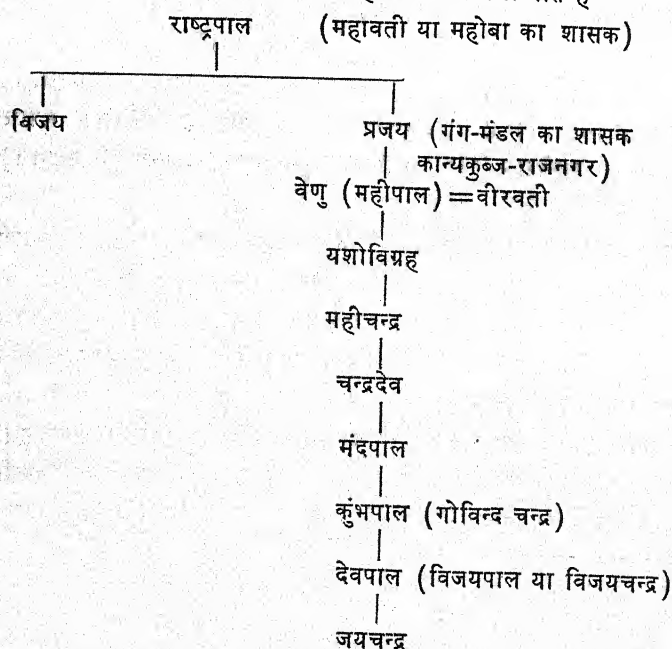 राष्ट्रपाल (महावती या महोबा का शासक)
विजय
प्रजय (गंग-मंडल का शासक
कान्यकुब्ज-राजनगर)
वेणु (महीपाल)=वीरवती
यशोविग्रह
महीचन्द्र
चन्द्रदेव
मंदपाल
कुंभपाल (गोविन्द चन्द्र)
देवपाल (विजयपाल या विजयचन्द्र)
जयचन्द्र